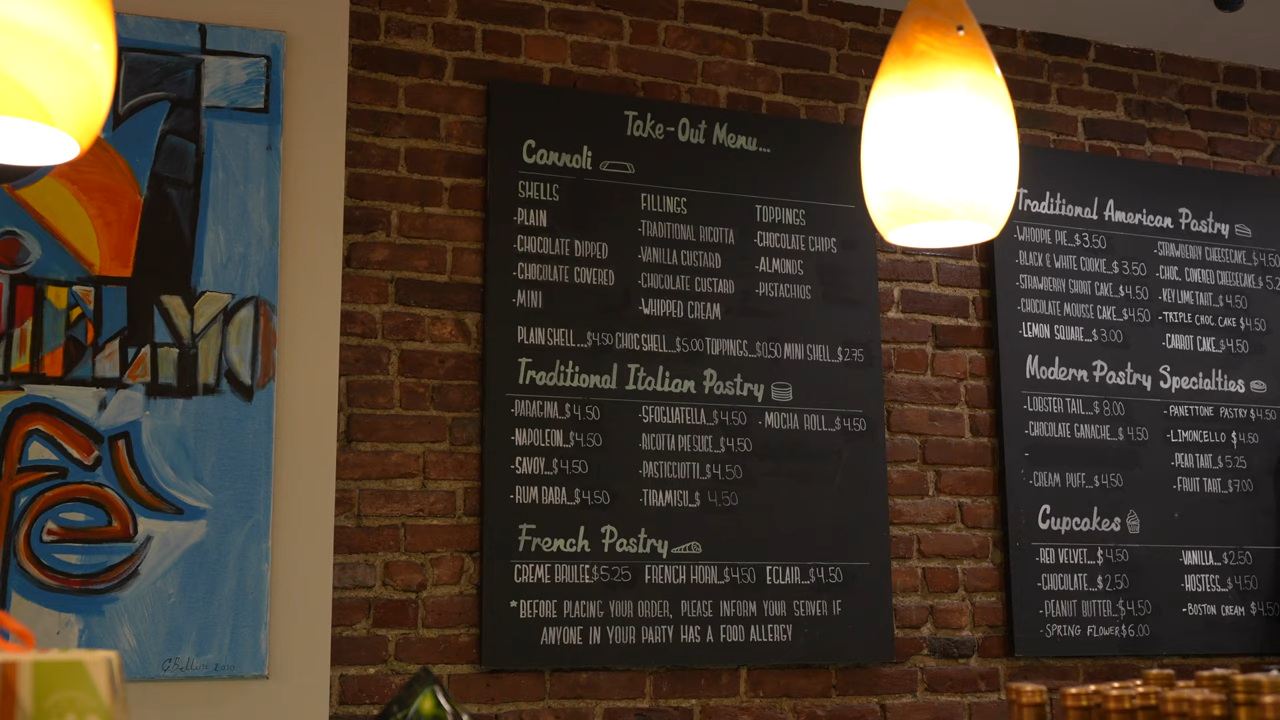 Take-Out Menu...
Cannoli
SHELLS
-PLAIN
-CHOCOLATE DIPPED
-CHOCOLATE COVERED
-MINI
FILLINGS
-TRADITIONAL RICOTTA
-VANILLA CUSTARD
-CHOCOLATE CUSTARD
-WHIPPED CREAM
TOPPINGS
-CHOCOLATE CHIPS
-ALMONDS
-PISTACHIOS
PLAIN SHELL...$4.50 CHOC SHELL...$5.00 TOPPINGS...$0.50 MINI SHELL...$2.75
Traditional Italian Pastry
-PARAGINA...$4.50
-NAPOLEON...$4.50
-SAVOY...$4.50
-RUM BABA...$4.50
-SFOGLIATELLA...$4.50
-RICOTTA PIE SLICE...$4.50
-PASTICCIOTTI...$4.50
-TIRAMISU...$ 4.50
-MOCHA ROLL...$4.50
French Pastry
CREME BRULEE$5.25 FRENCH HORN...$4.50 ECLAIR...$4.50
*BEFORE PLACING YOUR ORDER, PLEASE INFORM YOUR SERVER IF
ANYONE IN YOUR PARTY HAS A FOOD ALLERGY
Traditional American Pastry
-WHOOPIE PIE...$3.50
-BLACK & WHITE COOKIE...$3.50
-STRAWBERRY SHORT CAKE...$4.50
-CHOCOLATE MOUSSE CAKE...$4.50
-LEMON SQUARE...$3.00
-STRAWBERRY CHEESECAKE...$4.50
-CHOC. COVERED CHEESECAKE.$5.2
-KEY LIME TART...$4.50
-TRIPLE CHOC. CAKE $4.50
-CARROT CAKE...$4.50
Modern Pastry Specialties
-LOBSTER TAIL...$8.00
-CHOCOLATE GANACHE...$4.50
-
-CREAM PUFF...$4.50
-PANETTONE PASTRY $4.50
-LIMONCELLO $4.50
-PEAR TART...$5.25
-FRUIT TART...$7.00
Cupcakes
-RED VELVET...$4.50
-CHOCOLATE...$2.50
-PEANUT BUTTER...$4.50
-SPRING FLOWER$6.00
-VANILLA...$2.50
-HOSTESS...$4.50
-BOSTON CREAM $4.50
G Bellini 2010